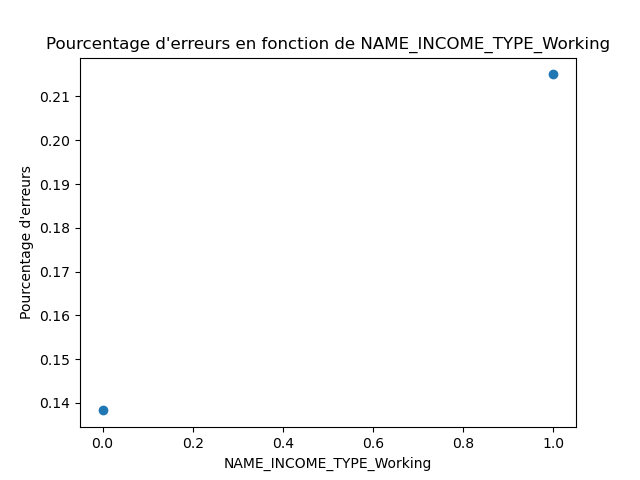 Pourcentage d'erreurs en fonction de NAME_INCOME_TYPE_Working
0.21
0.20
0.19
0.18
0.17
0.16
0.15
0.14
Pourcentage d'erreurs
0.0 0.2 0.4 0.6 0.8 1.0
NAME_INCOME_TYPE_Working